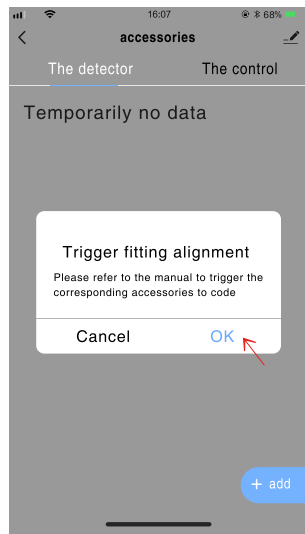 16:07
68%
accessories
The detector
The control
Temporarily no data
Trigger fitting alignment
Please refer to the manual to trigger the
corresponding accessories to code
Cancel
OK
+ add